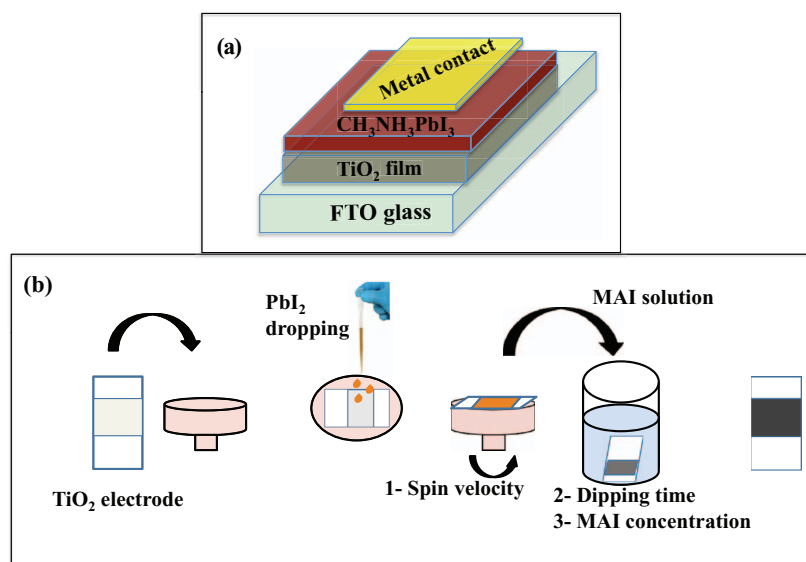 (a)
Metal contact
CH₃NH₃PbI₃
TiO₂ film
FTO glass
(b)
PbI₂
dropping
MAI solution
TiO₂ electrode
1- Spin velocity
2- Dipping time
3- MAI concentration